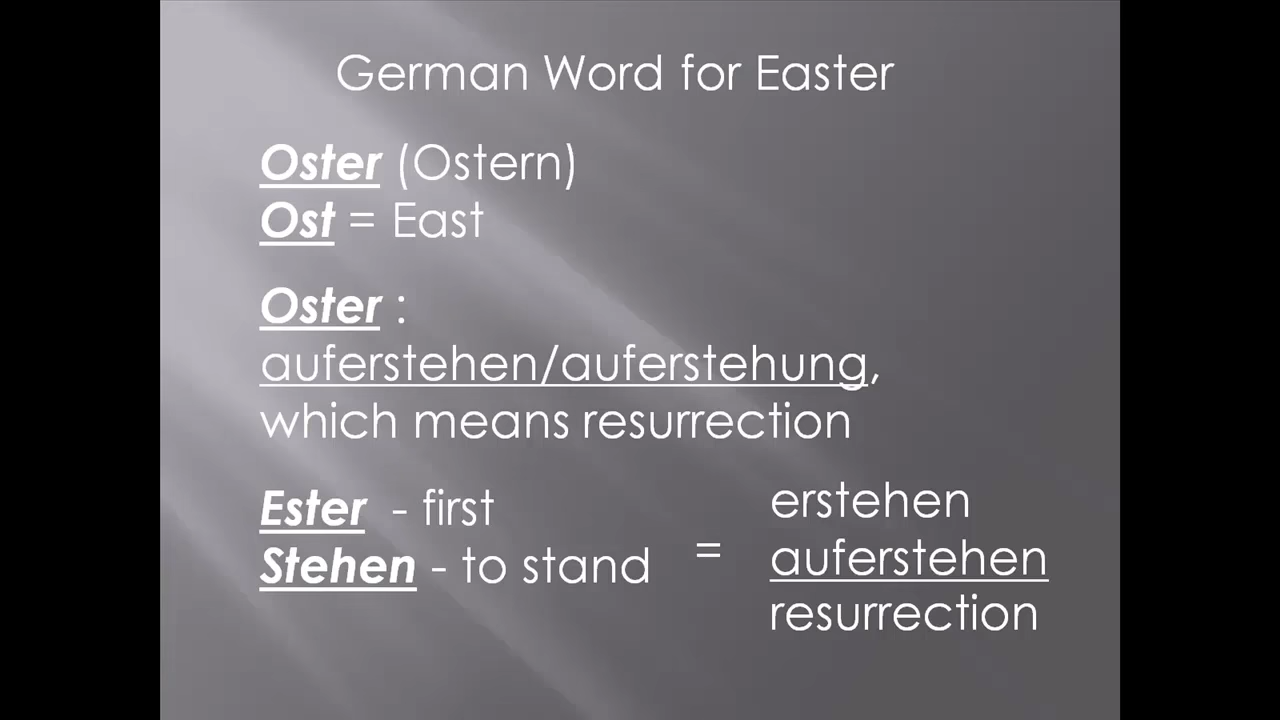 German Word for Easter
Oster (Ostern)
Ost = East
Oster :
auferstehen/auferstehung,
which means resurrection
Ester - first
Stehen - to stand
=
erstehen
auferstehen
resurrection